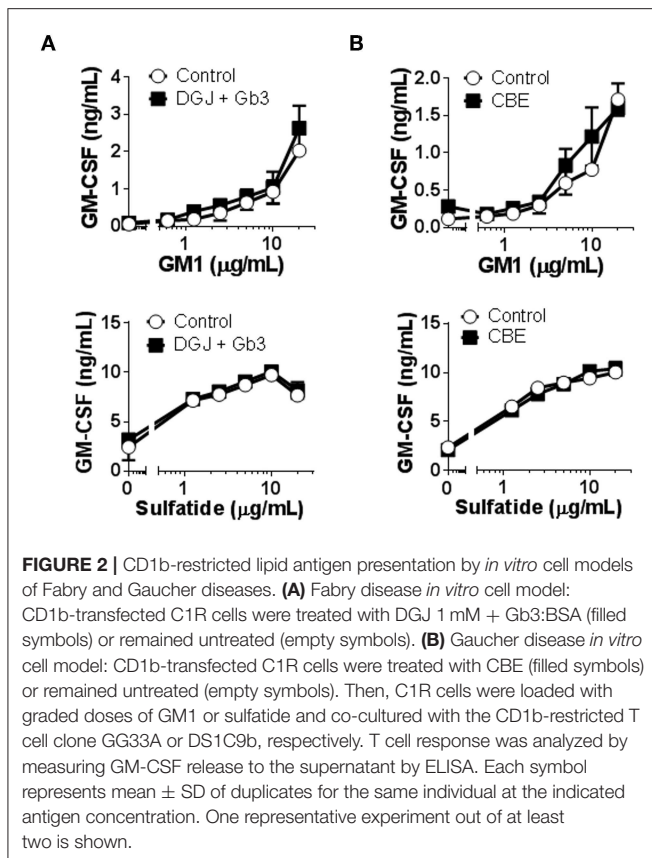 A
B
Control
DGJ + Gb3
GM-CSF (ng/mL)
4
3
2
1
0
1
10
GM1 (µg/mL)
Control
CBE
GM-CSF (ng/mL)
2.0
1.5
1.0
0.5
0.0
1
10
GM1 (µg/mL)
Control
DGJ + Gb3
GM-CSF (ng/mL)
15
10
5
0
0
1
10
Sulfatide (µg/mL)
Control
CBE
GM-CSF (ng/mL)
15
10
5
0
0
1
10
Sulfatide (µg/mL)
FIGURE 2 | CD1b-restricted lipid antigen presentation by in vitro cell models
of Fabry and Gaucher diseases. (A) Fabry disease in vitro cell model:
CD1b-transfected C1R cells were treated with DGJ 1 mM + Gb3:BSA (filled
symbols) or remained untreated (empty symbols). (B) Gaucher disease in vitro
cell model: CD1b-transfected C1R cells were treated with CBE (filled symbols)
or remained untreated (empty symbols). Then, C1R cells were loaded with
graded doses of GM1 or sulfatide and co-cultured with the CD1b-restricted T
cell clone GG33A or DS1C9b, respectively. T cell response was analyzed by
measuring GM-CSF release to the supernatant by ELISA. Each symbol
represents mean ± SD of duplicates for the same individual at the indicated
antigen concentration. One representative experiment out of at least
two is shown.